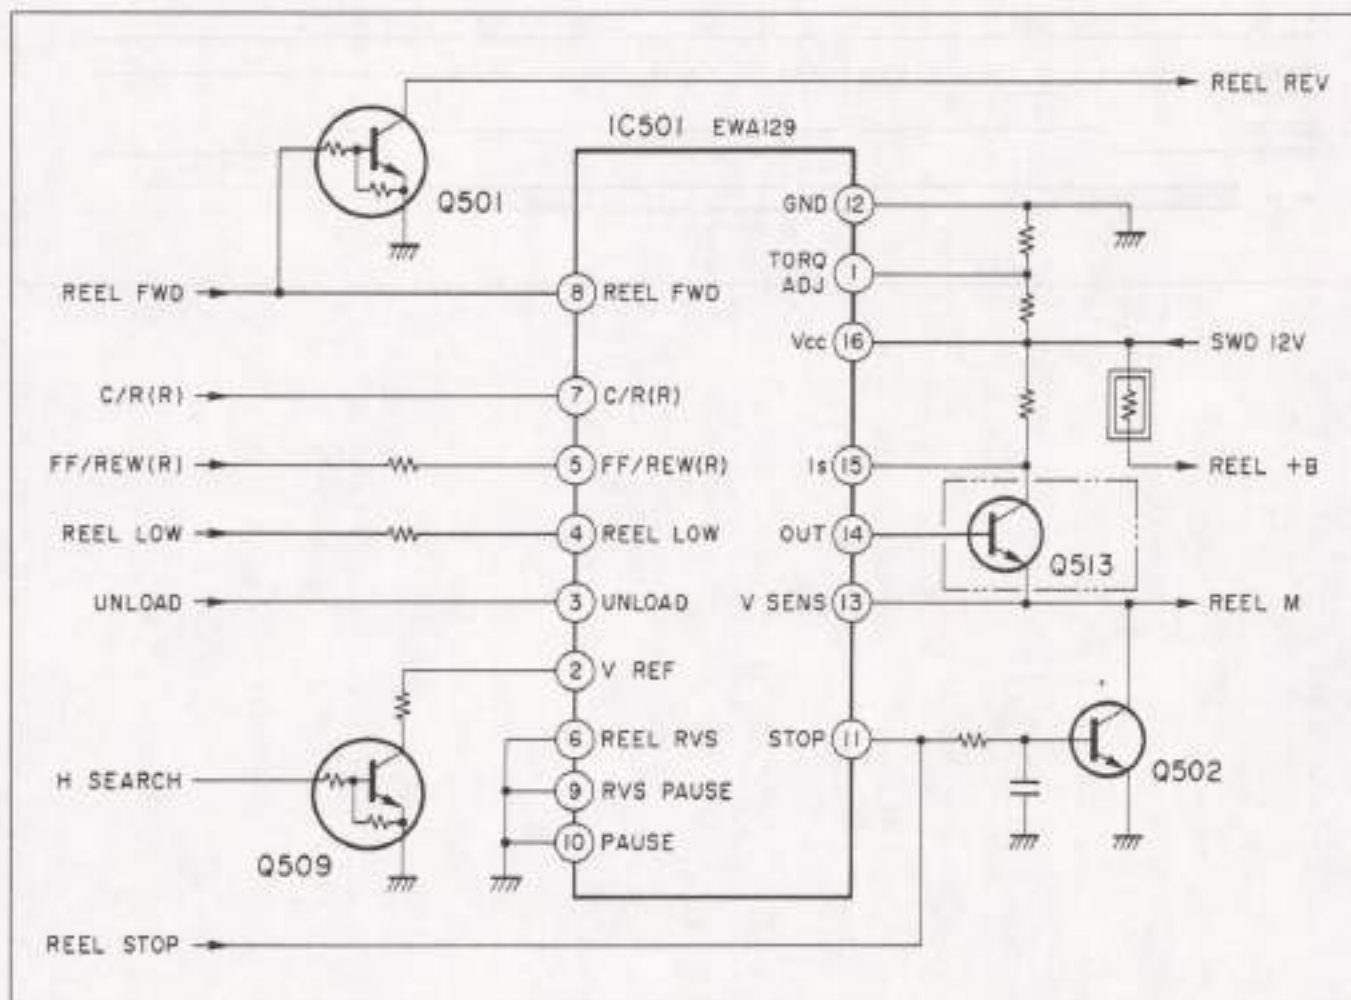 REEL REV
IC501 EWA129
Q501
GND 12
TORQ ADJ 1
REEL FWD 8 REEL FWD
Vcc 16 SWD 12V
C/R(R) 7 C/R(R)
FF/REW(R) 5 FF/REW(R)
Is 15 REEL +B
REEL LOW 4 REEL LOW
OUT 14
Q513
UNLOAD 3 UNLOAD
V SENS 13 REEL M
2 V REF
6 REEL RVS
STOP 11
Q502
H SEARCH
9 RVS PAUSE
10 PAUSE
Q509
REEL STOP